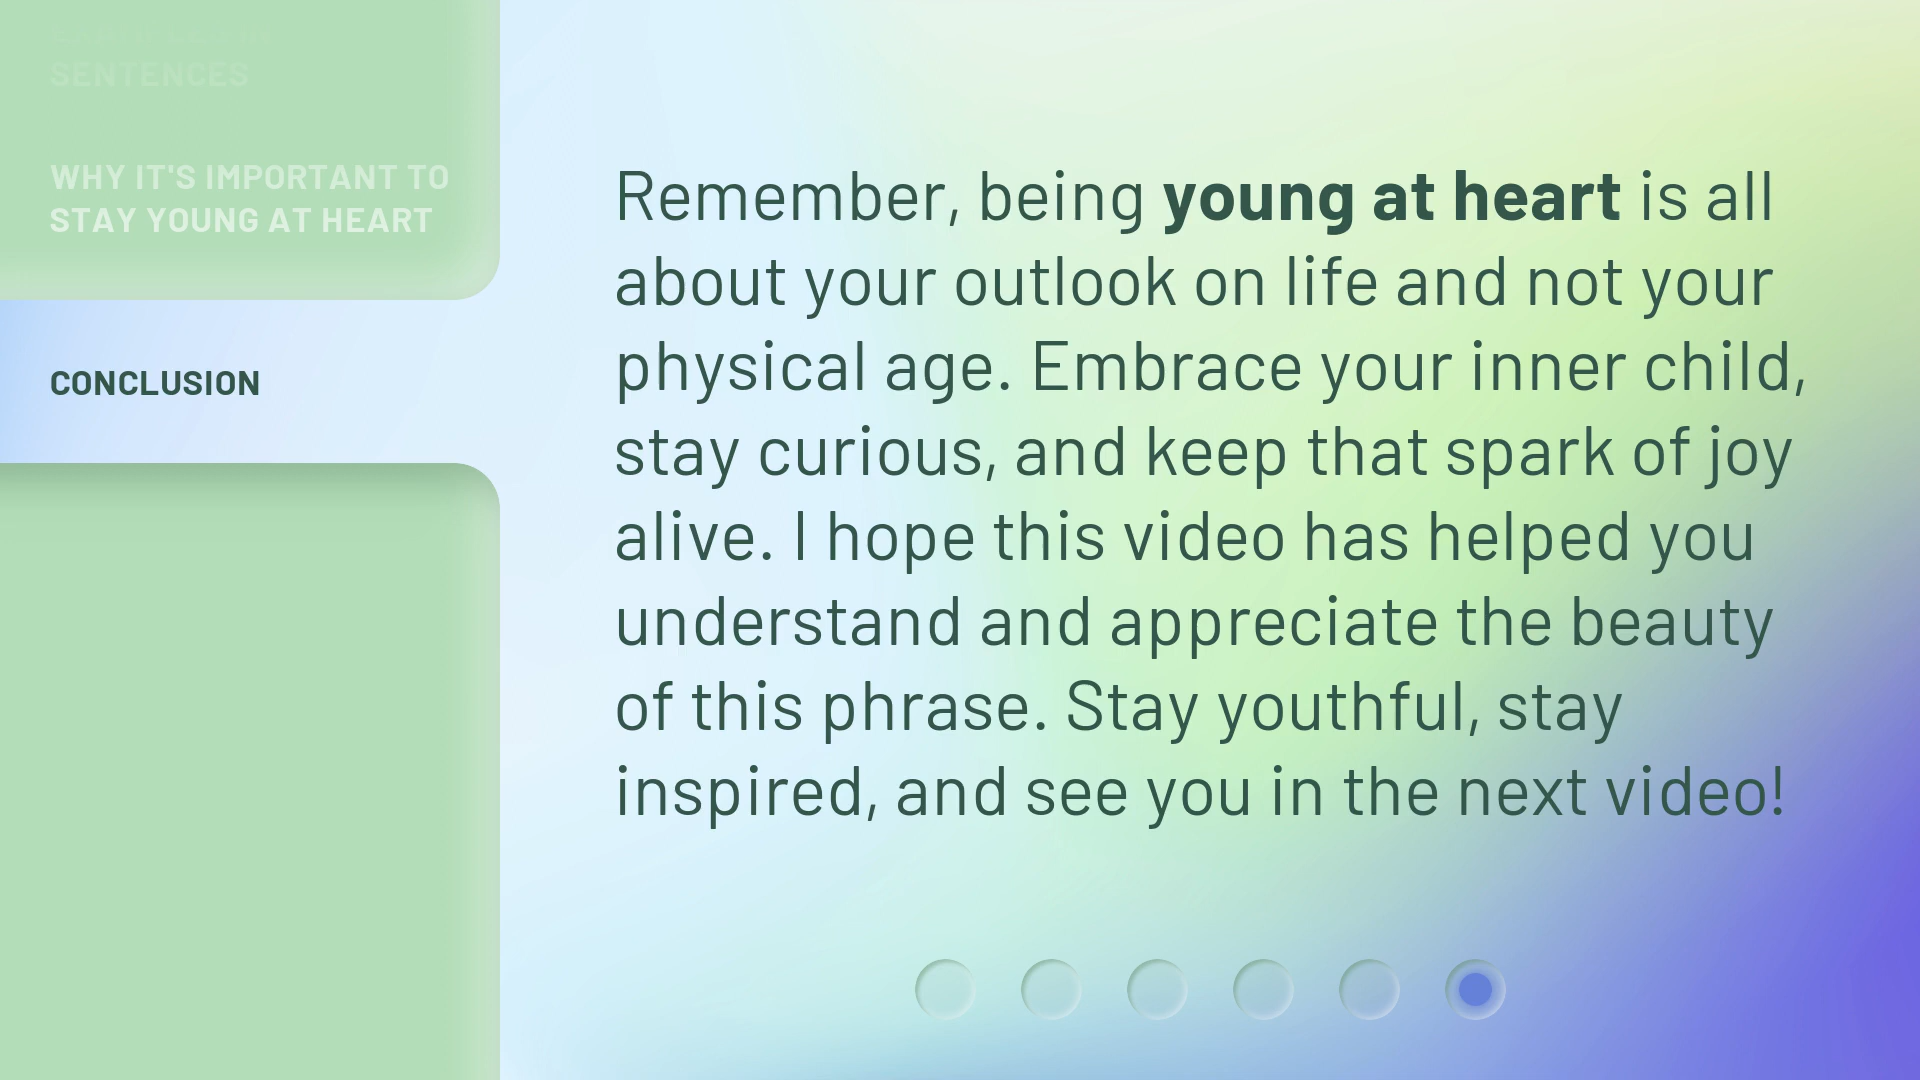 SENTENCES
WHY IT'S IMPORTANT TO
STAY YOUNG AT HEART
CONCLUSION
Remember, being young at heart is all
about your outlook on life and not your
physical age. Embrace your inner child,
stay curious, and keep that spark of joy
alive. I hope this video has helped you
understand and appreciate the beauty
of this phrase. Stay youthful, stay
inspired, and see you in the next video!